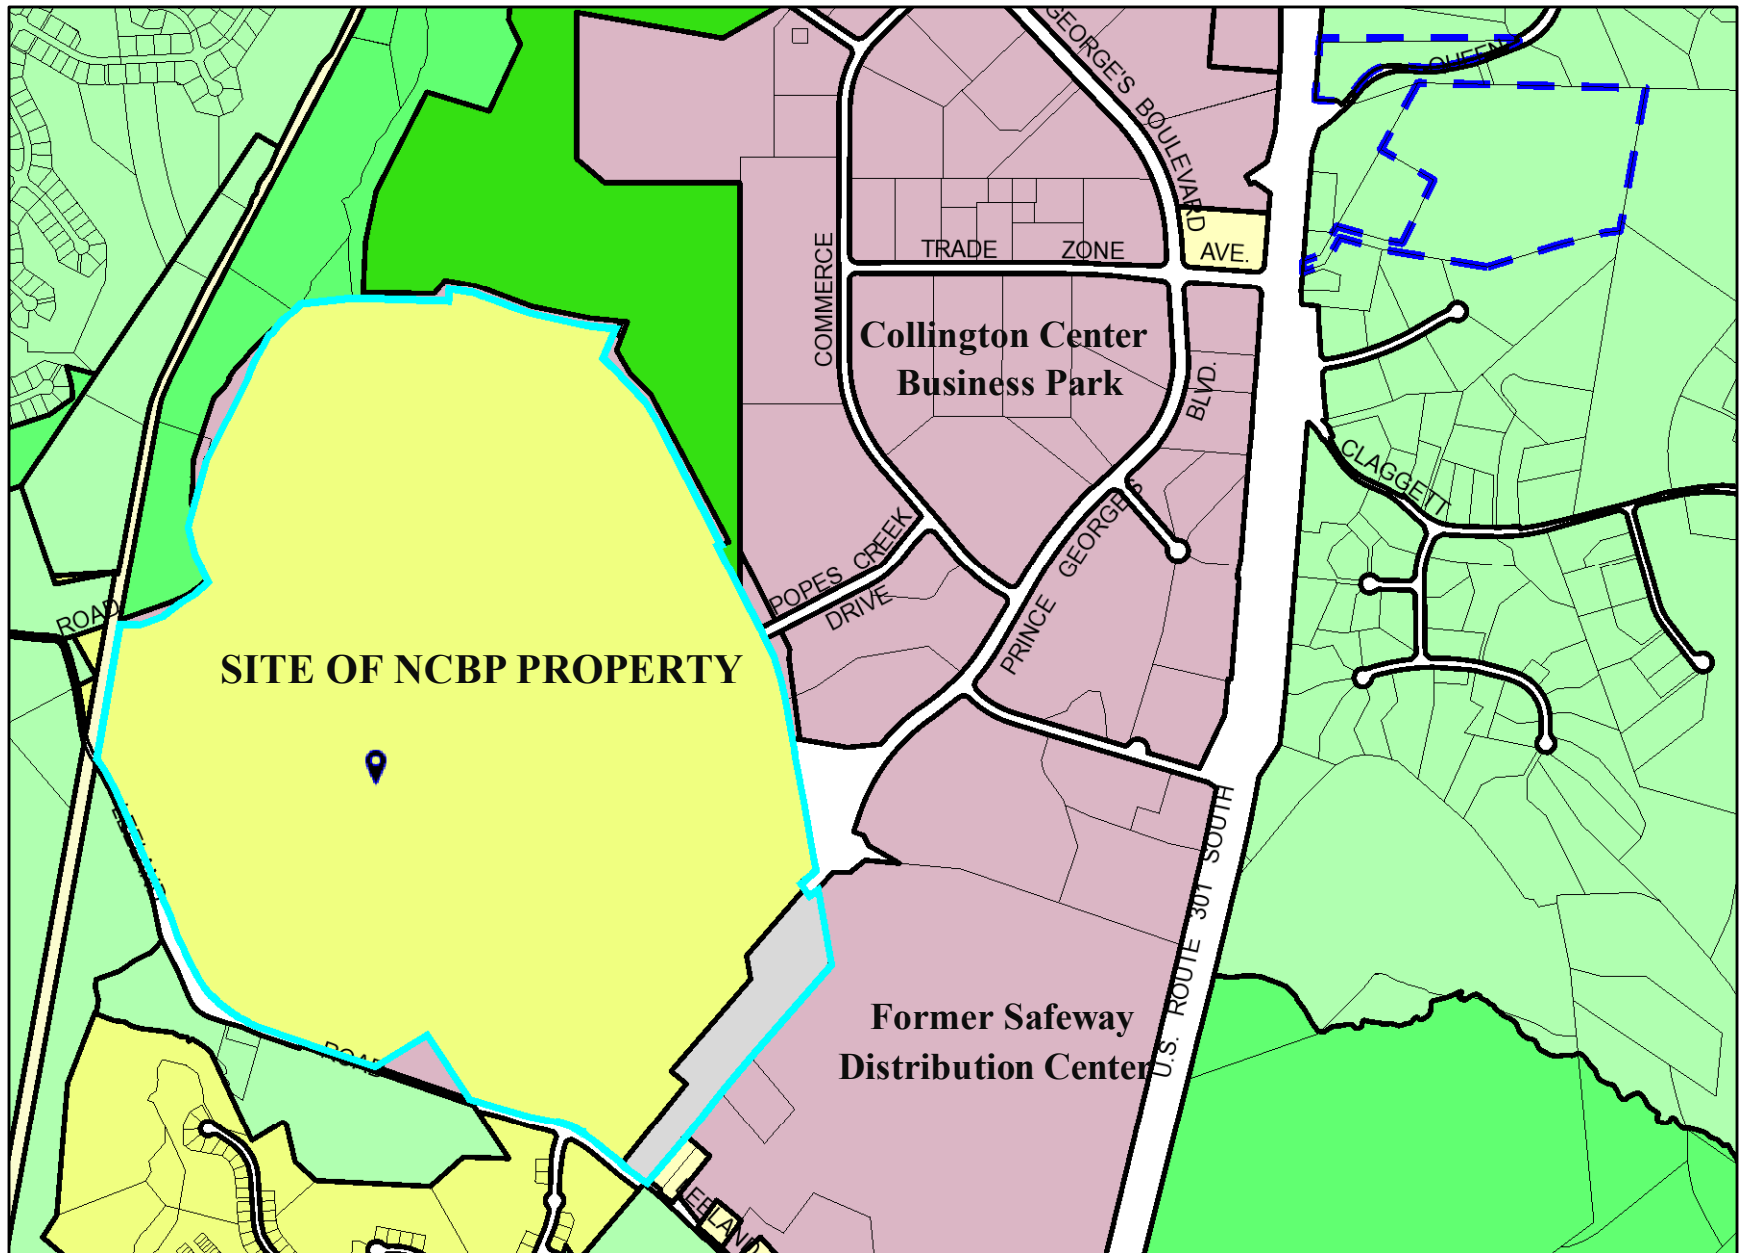 GEORGE'S BOULEVARD
QUEEN
COMMERCE
TRADE ZONE AVE.
Collington Center
Business Park
BLVD.
CLAGGETT
POPES CREEK
DRIVE
PRINCE GEORGE'S
ROAD
SITE OF NCBP PROPERTY
U.S. ROUTE 301 SOUTH
Former Safeway
Distribution Center
ROAD